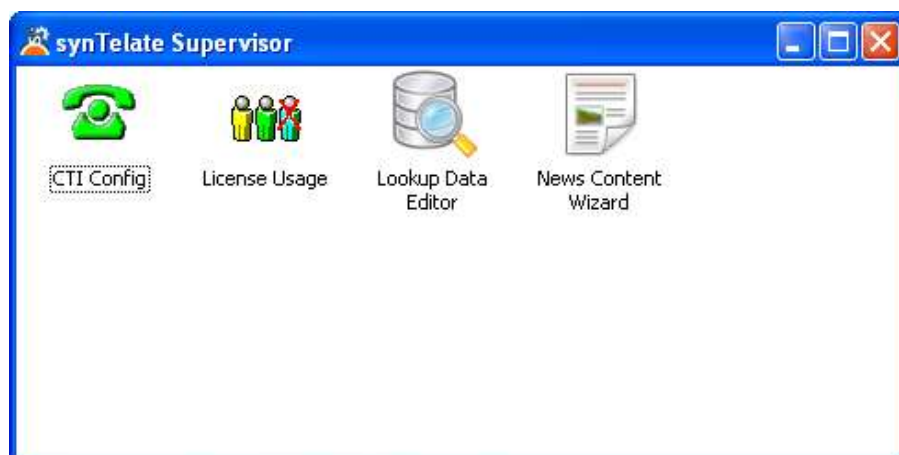 synTelate Supervisor
CTI Config
License Usage
Lookup Data
Editor
News Content
Wizard